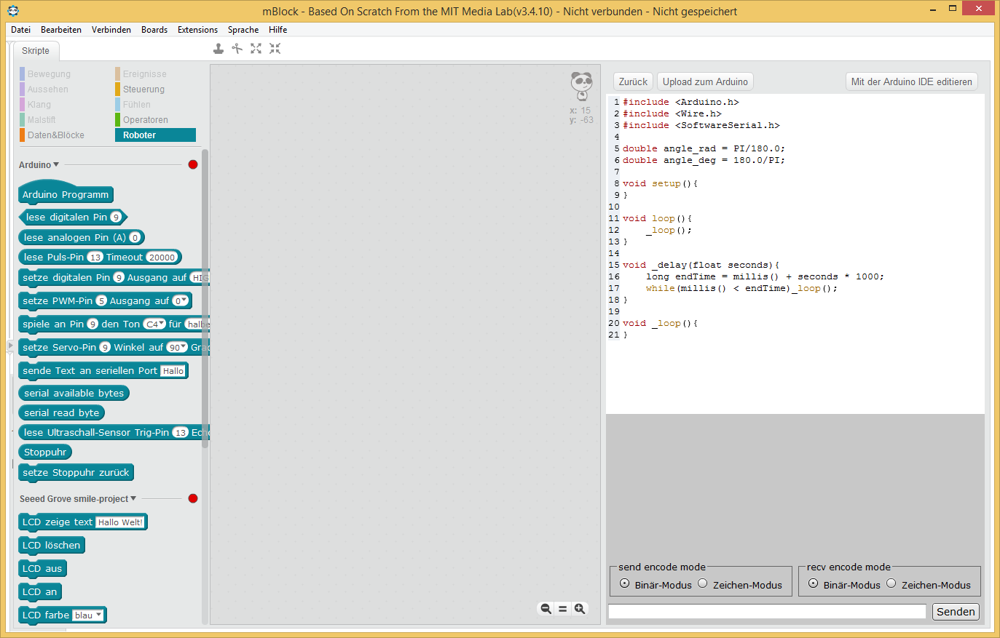 mBlock - Based On Scratch From the MIT Media Lab(v3.4.10) - Nicht verbunden - Nicht gespeichert
Datei Bearbeiten Verbinden Boards Extensions Sprache Hilfe
Skripte
Bewegung Ereignisse
Aussehen Steuerung
Klang Fühlen
Malstift Operatoren
Daten&Blöcke Roboter
Arduino
Arduino Programm
lese digitalen Pin 9
lese analogen Pin (A) 0
lese Puls-Pin 13 Timeout 20000
setze digitalen Pin 9 Ausgang auf HIG
setze PWM-Pin 5 Ausgang auf 0
spiele an Pin 9 den Ton C4 für halbe
setze Servo-Pin 9 Winkel auf 90 Grad
sende Text an seriellen Port Hallo
serial available bytes
serial read byte
lese Ultraschall-Sensor Trig-Pin 13 Echo
Stoppuhr
setze Stoppuhr zurück
Seeed Grove smile-project
LCD zeige text Hallo Welt!
LCD löschen
LCD aus
LCD an
LCD farbe blau
x: 15
y: -63
Zurück Upload zum Arduino Mit der Arduino IDE editieren
1 #include <Arduino.h>
2 #include <Wire.h>
3 #include <SoftwareSerial.h>
4
5 double angle_rad = PI/180.0;
6 double angle_deg = 180.0/PI;
7
8 void setup(){
9 }
10
11 void loop(){
12 _loop();
13 }
14
15 void _delay(float seconds){
16 long endTime = millis() + seconds * 1000;
17 while(millis() < endTime)_loop();
18 }
19
20 void _loop(){
21 }
send encode mode recv encode mode
Binär-Modus Zeichen-Modus Binär-Modus Zeichen-Modus
Senden